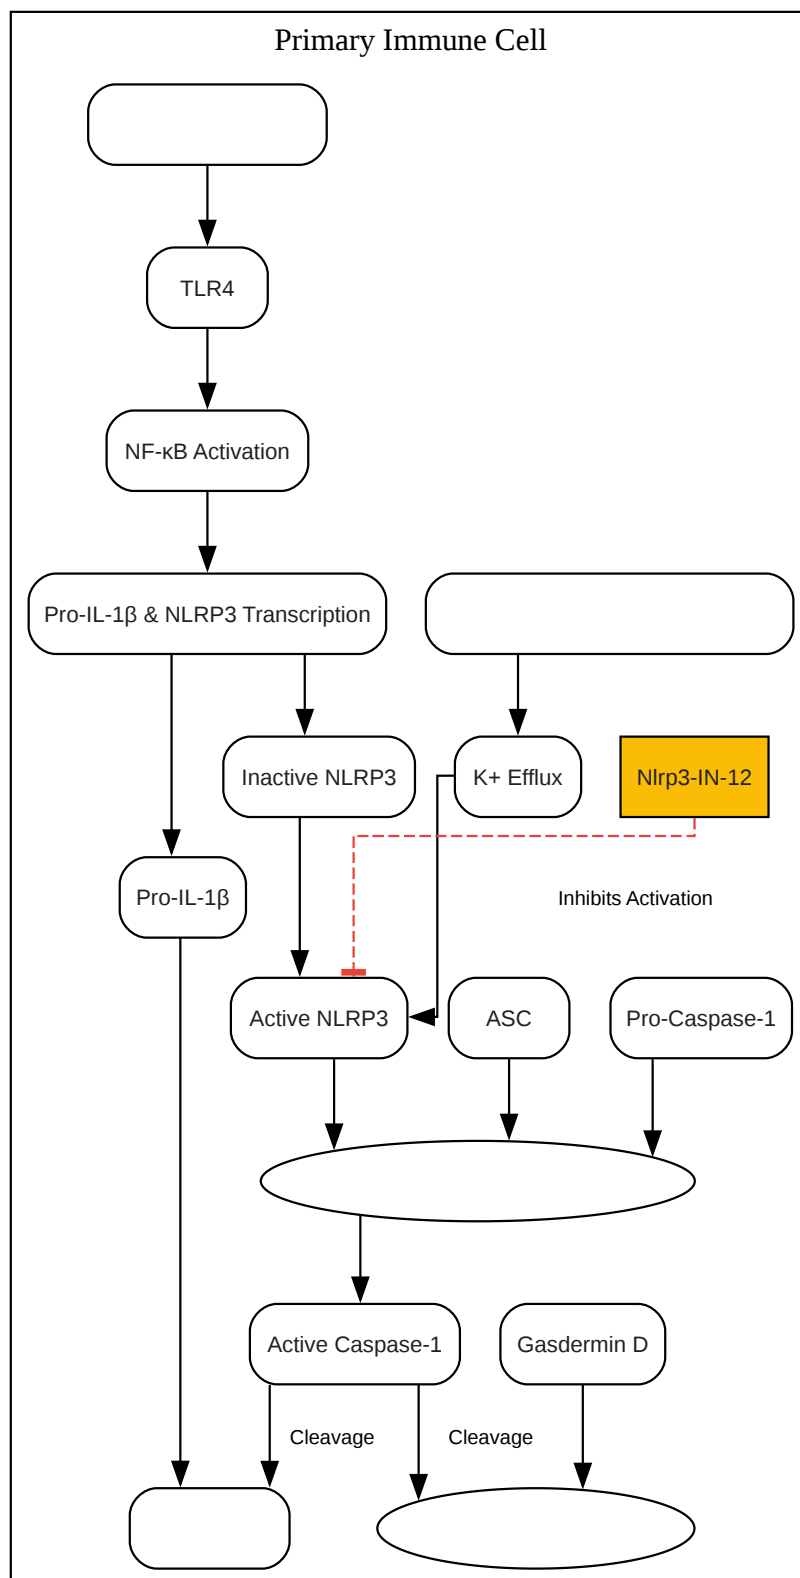 Primary Immune Cell
TLR4
NF-κB Activation
Pro-IL-1β & NLRP3 Transcription
Inactive NLRP3
K+ Efflux
Nlrp3-IN-12
Pro-IL-1β
Inhibits Activation
Active NLRP3
ASC
Pro-Caspase-1
Active Caspase-1
Gasdermin D
Cleavage
Cleavage